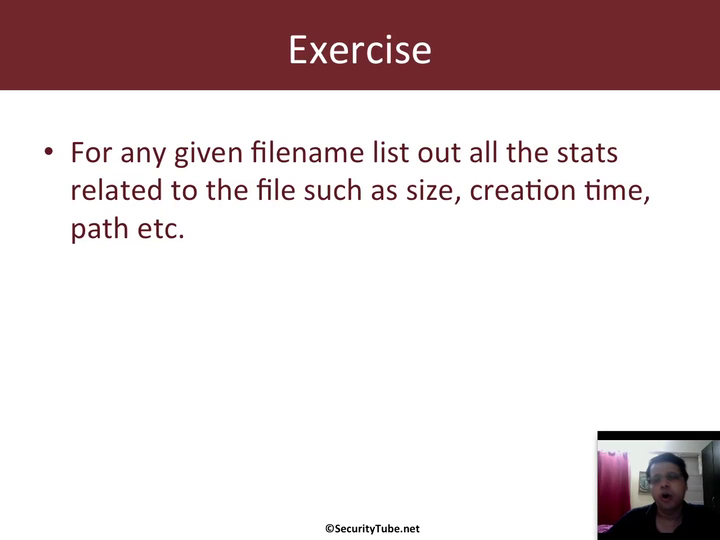 Exercise
• For any given filename list out all the stats
related to the file such as size, creation time,
path etc.
©SecurityTube.net